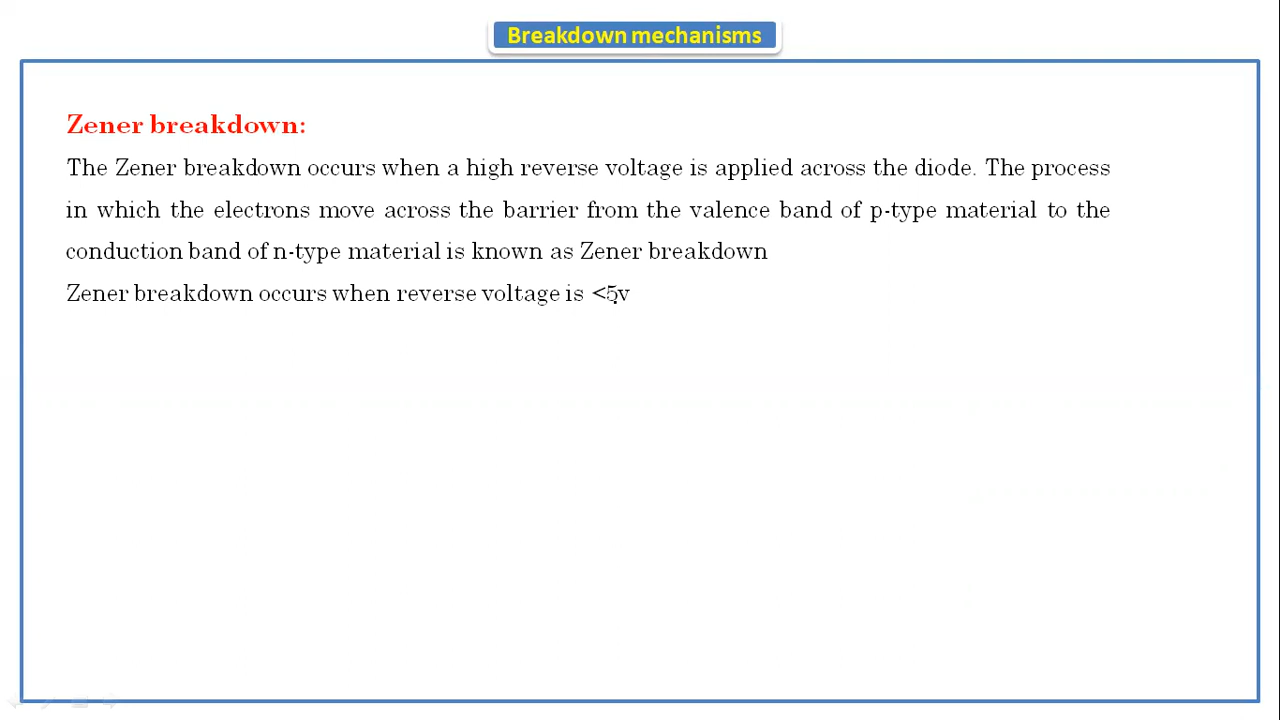 Breakdown mechanisms
Zener breakdown:
The Zener breakdown occurs when a high reverse voltage is applied across the diode. The process
in which the electrons move across the barrier from the valence band of p-type material to the
conduction band of n-type material is known as Zener breakdown
Zener breakdown occurs when reverse voltage is <5v